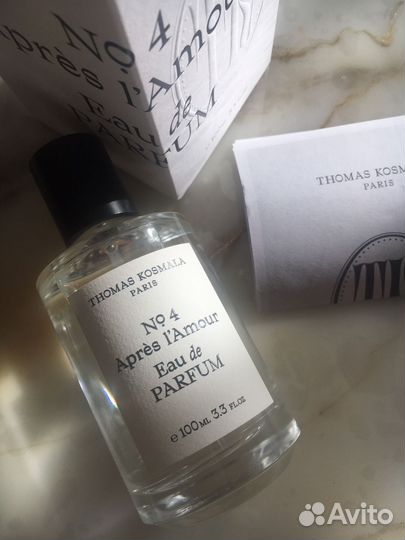 No 4
Après l'Amour
Eau de
PARFUM
THOMAS KOSMALA
PARIS
THOMAS KOSMALA
PARIS
No 4
Après l'Amour
Eau de
PARFUM
e 100ML 3.3 FL.OZ
Avito